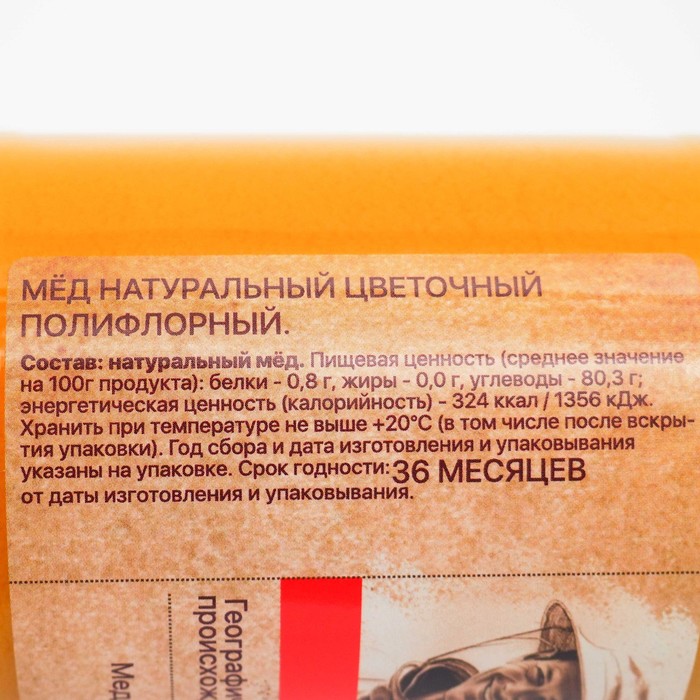 МЁД НАТУРАЛЬНЫЙ ЦВЕТОЧНЫЙ
ПОЛИФЛОРНЫЙ.
Состав: натуральный мёд. Пищевая ценность (среднее значение
на 100г продукта): белки - 0,8 г, жиры - 0,0 г, углеводы - 80,3 г;
энергетическая ценность (калорийность) - 324 ккал / 1356 кДж.
Хранить при температуре не выше +20°С (в том числе после вскры-
тия упаковки). Год сбора и дата изготовления и упаковывания
указаны на упаковке. Срок годности: 36 МЕСЯЦЕВ
от даты изготовления и упаковывания.